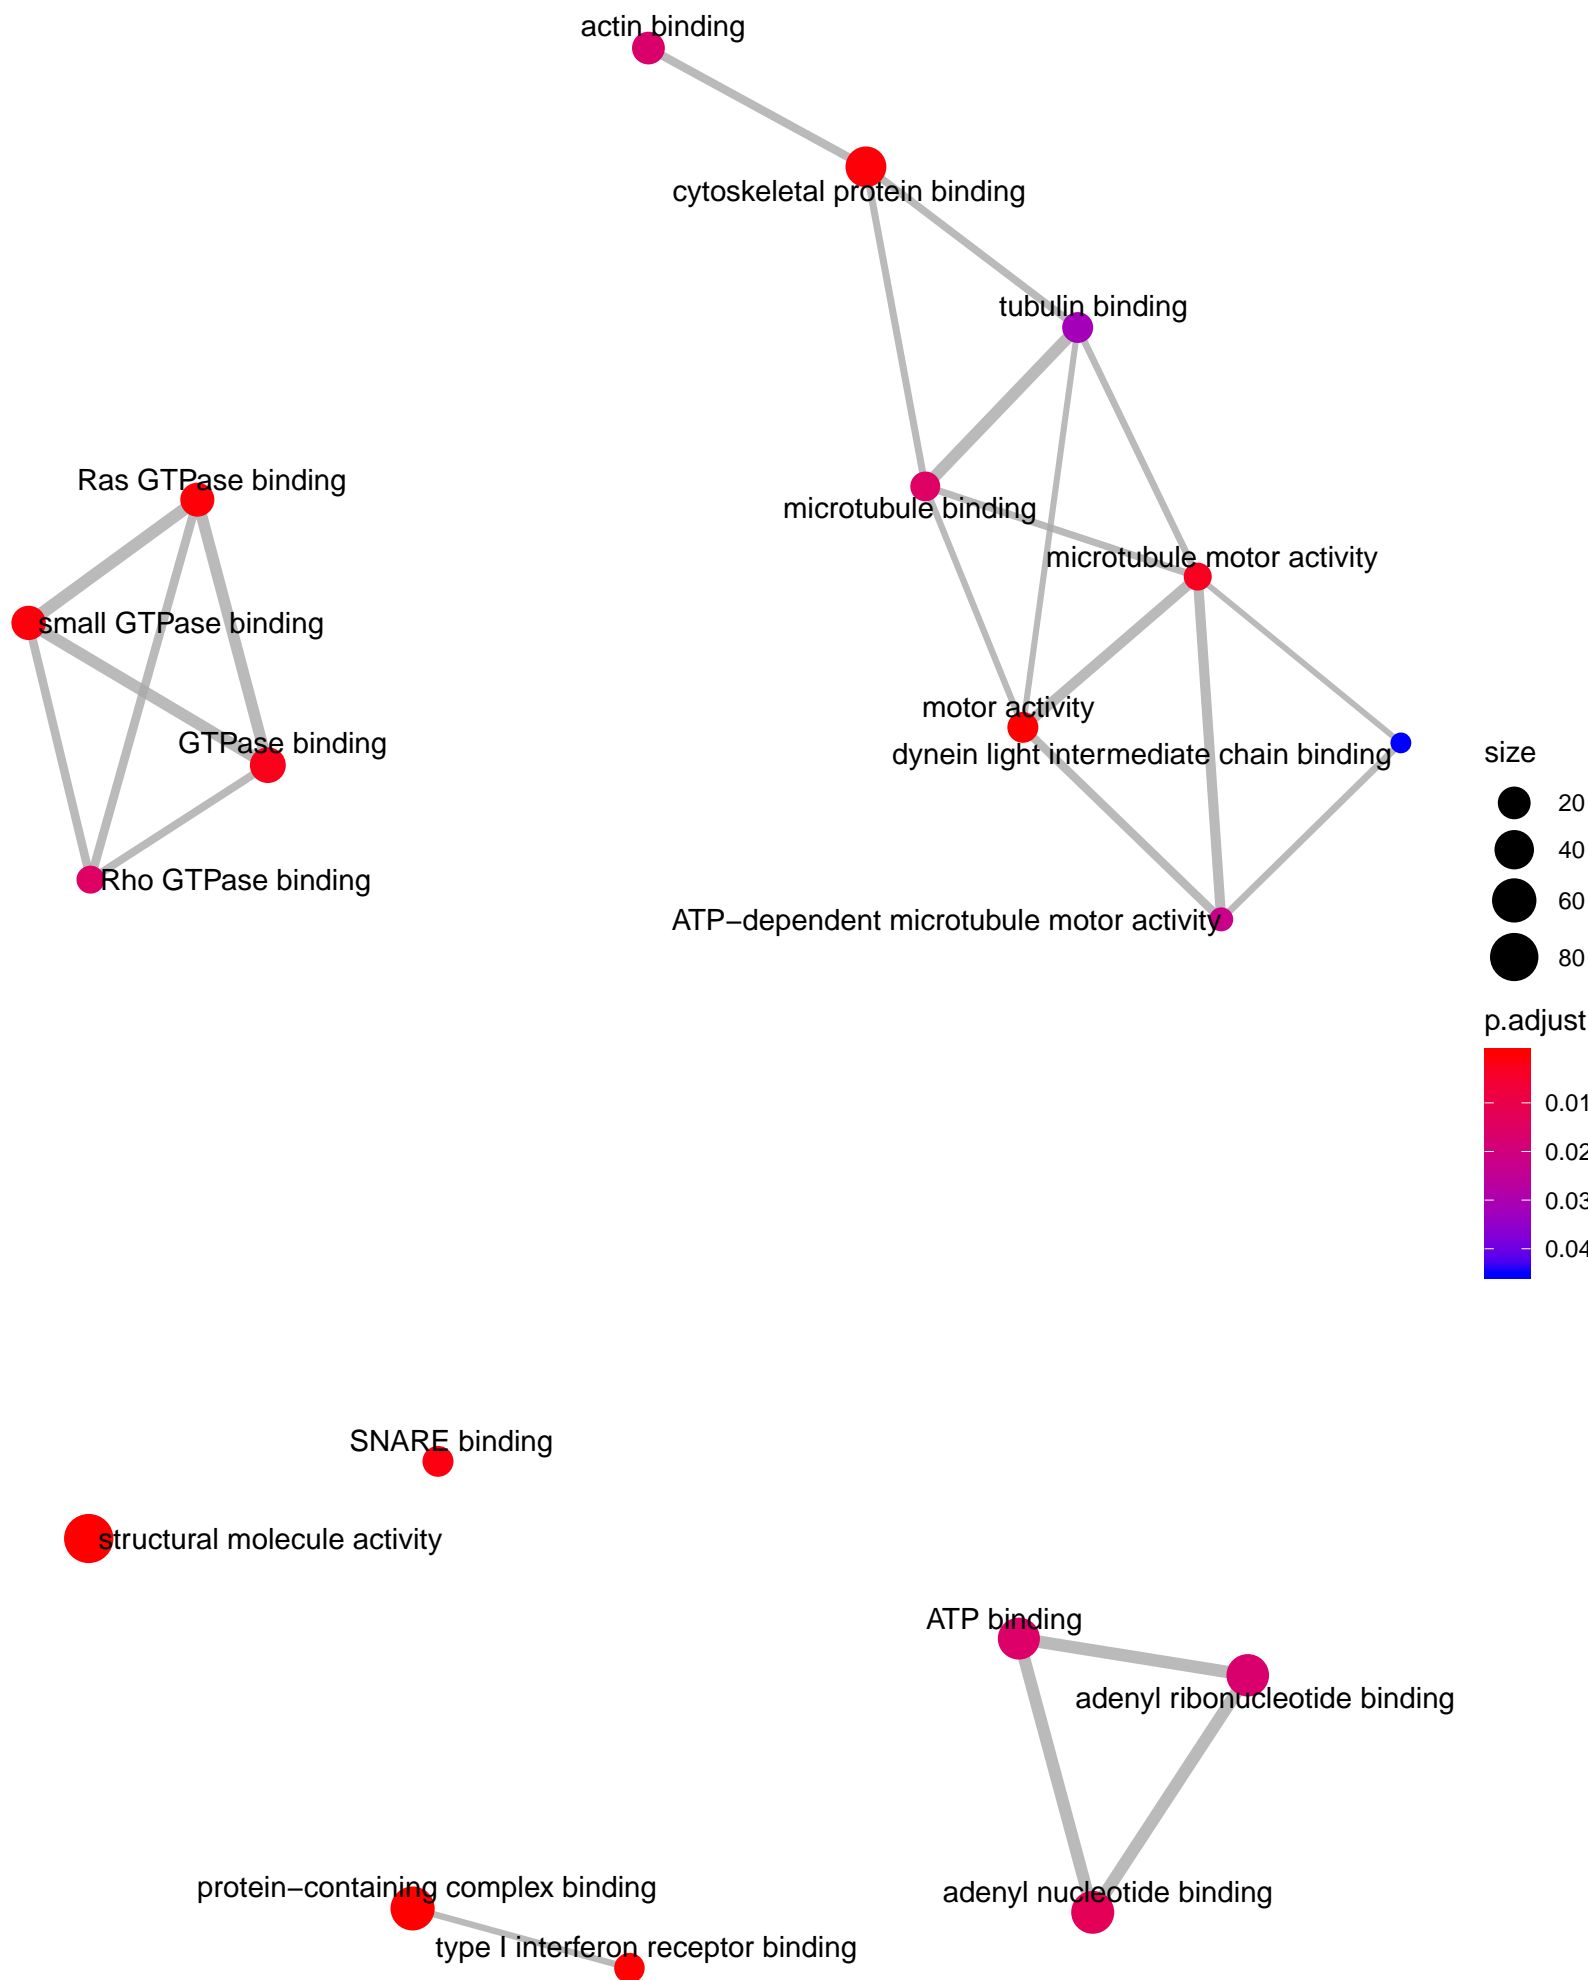 actin binding
cytoskeletal protein binding
tubulin binding
Ras GTPase binding
microtubule binding
microtubule motor activity
small GTPase binding
motor activity
GTPase binding
dynein light intermediate chain binding
Rho GTPase binding
ATP−dependent microtubule motor activity
size
20
40
60
80
p.adjust
0.01
0.02
0.03
0.04
SNARE binding
structural molecule activity
ATP binding
adenyl ribonucleotide binding
protein−containing complex binding
adenyl nucleotide binding
type I interferon receptor binding